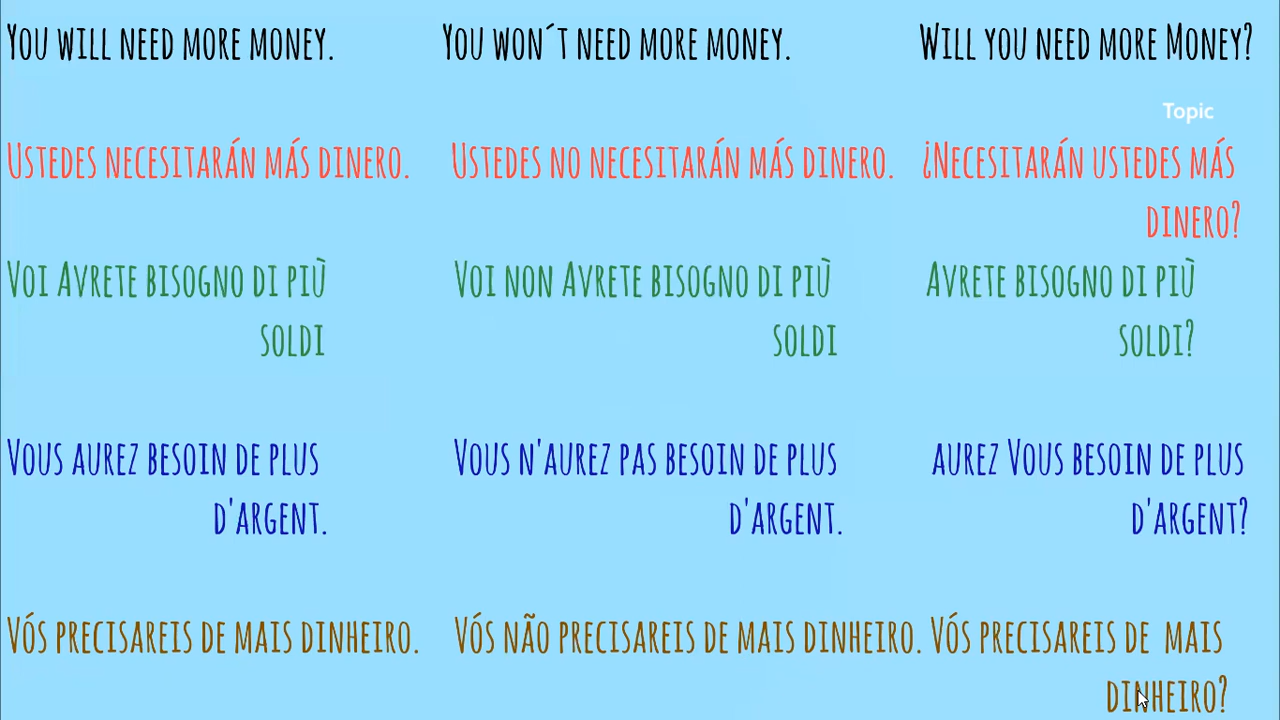 You will need more money. You won´t need more money. Will you need more Money?
Topic
Ustedes necesitarán más dinero. Ustedes no necesitarán más dinero. ¿Necesitarán ustedes más
dinero?
Voi Avrete bisogno di più Voi non Avrete bisogno di più Avrete bisogno di più
soldi soldi soldi?
Vous aurez besoin de plus Vous n'aurez pas besoin de plus aurez Vous besoin de plus
d'argent. d'argent. d'argent?
Vós precisareis de mais dinheiro. Vós não precisareis de mais dinheiro. Vós precisareis de mais
dinheiro?